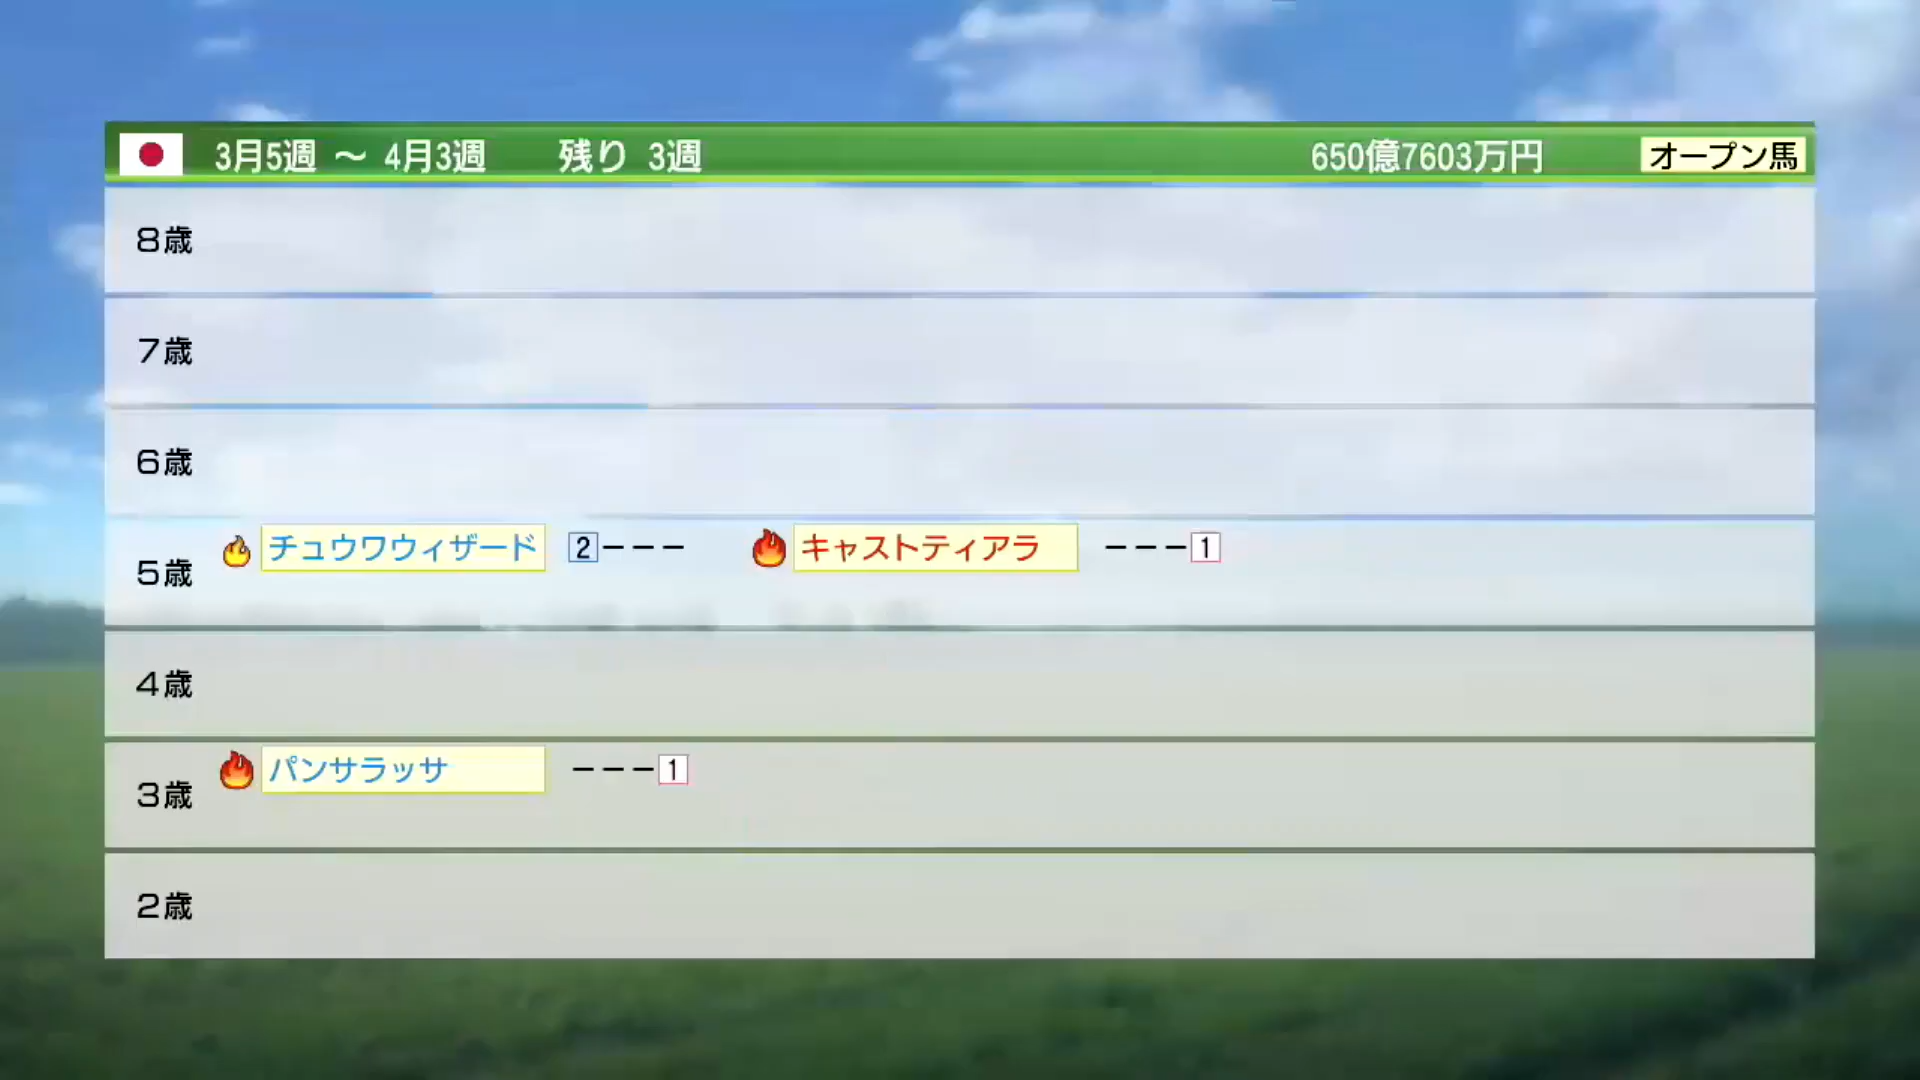 3月5週 ～ 4月3週 残り 3週 650億7603万円 オープン馬
8歳
7歳
6歳
5歳 チュウワウィザード 2--- キャストティアラ ---1
4歳
3歳 パンサラッサ ---1
2歳